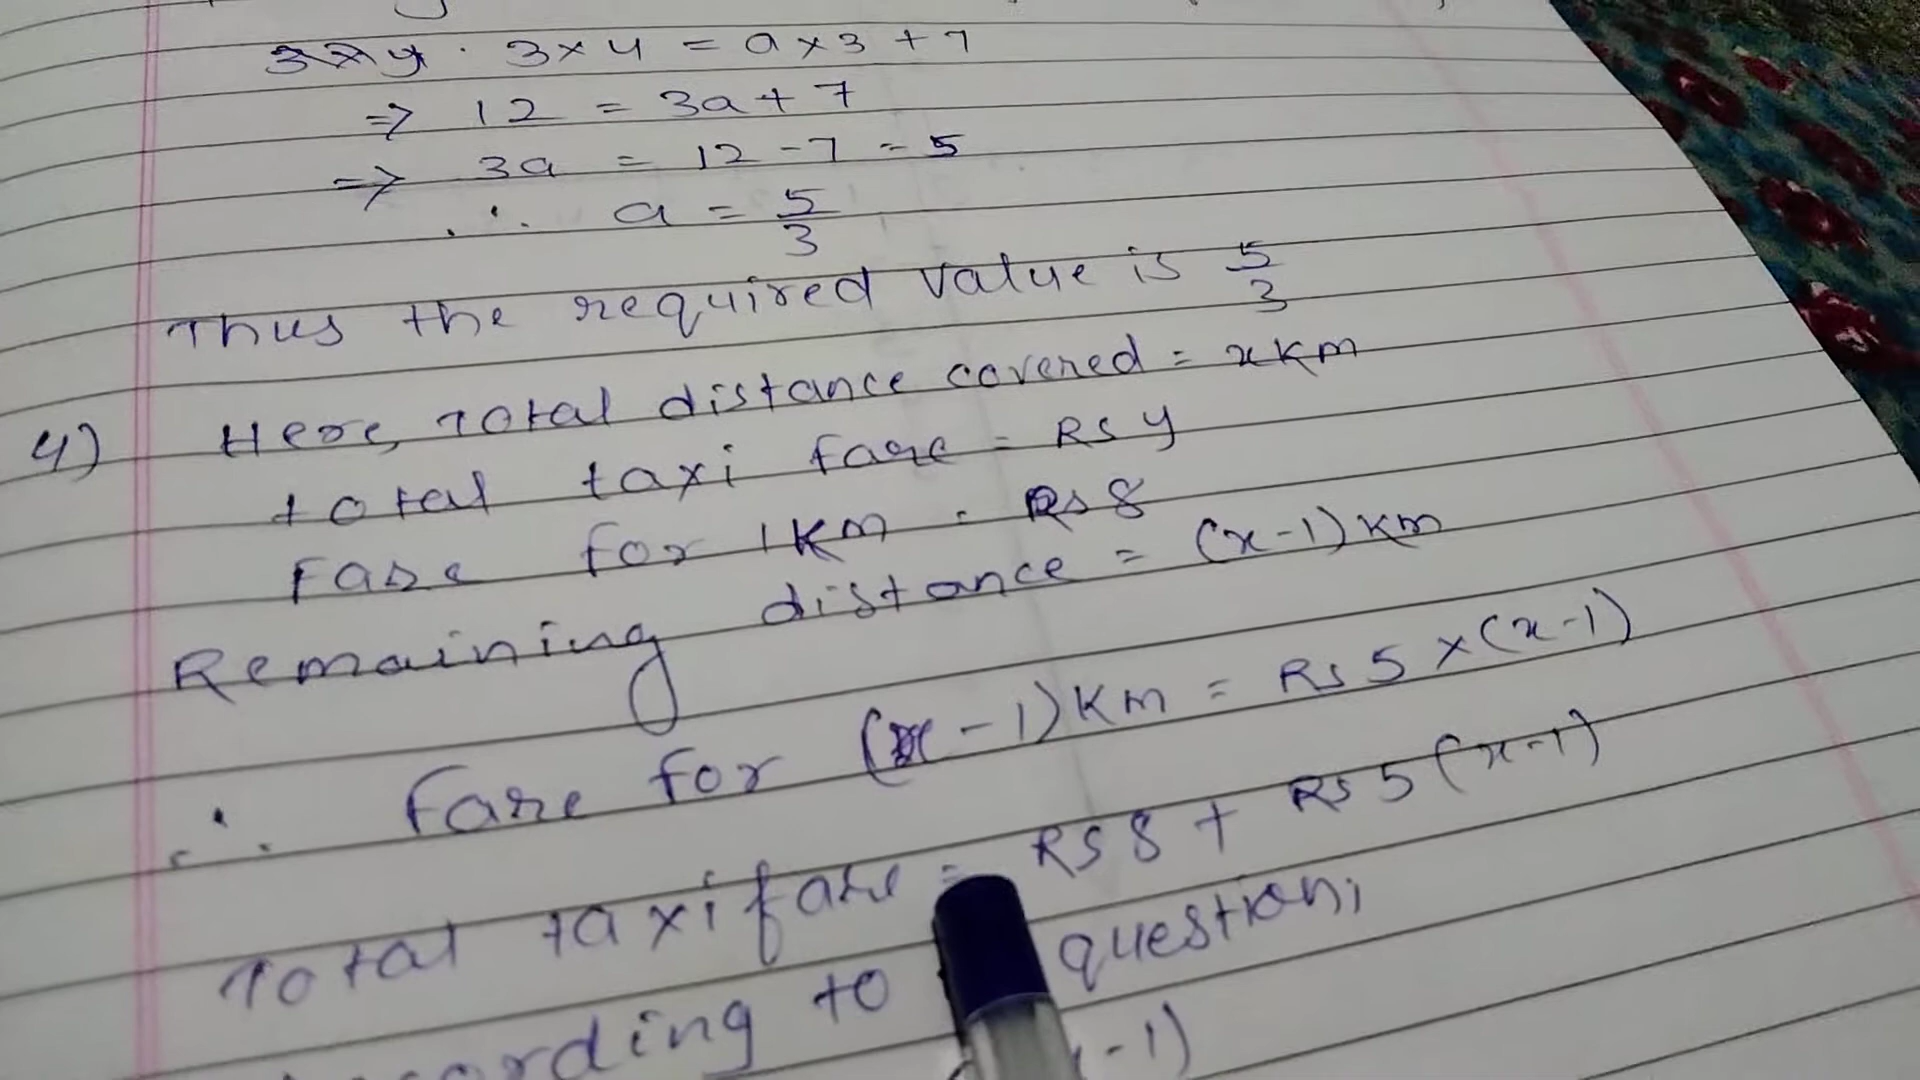 3×4 = a×3+7
=> 12 = 3a+7
=> 3a = 12-7 = 5
∴ a = 5/3
Thus the required value is 5/3
4) Here, Total distance covered = x km
total taxi fare = Rs y
Fare for 1 km = Rs 8
Remaining distance = (x-1) km
∴ Fare for (x-1) km = Rs 5 × (x-1)
Total taxi fare = Rs 8 + Rs 5 (x-1)
to question,
-1)